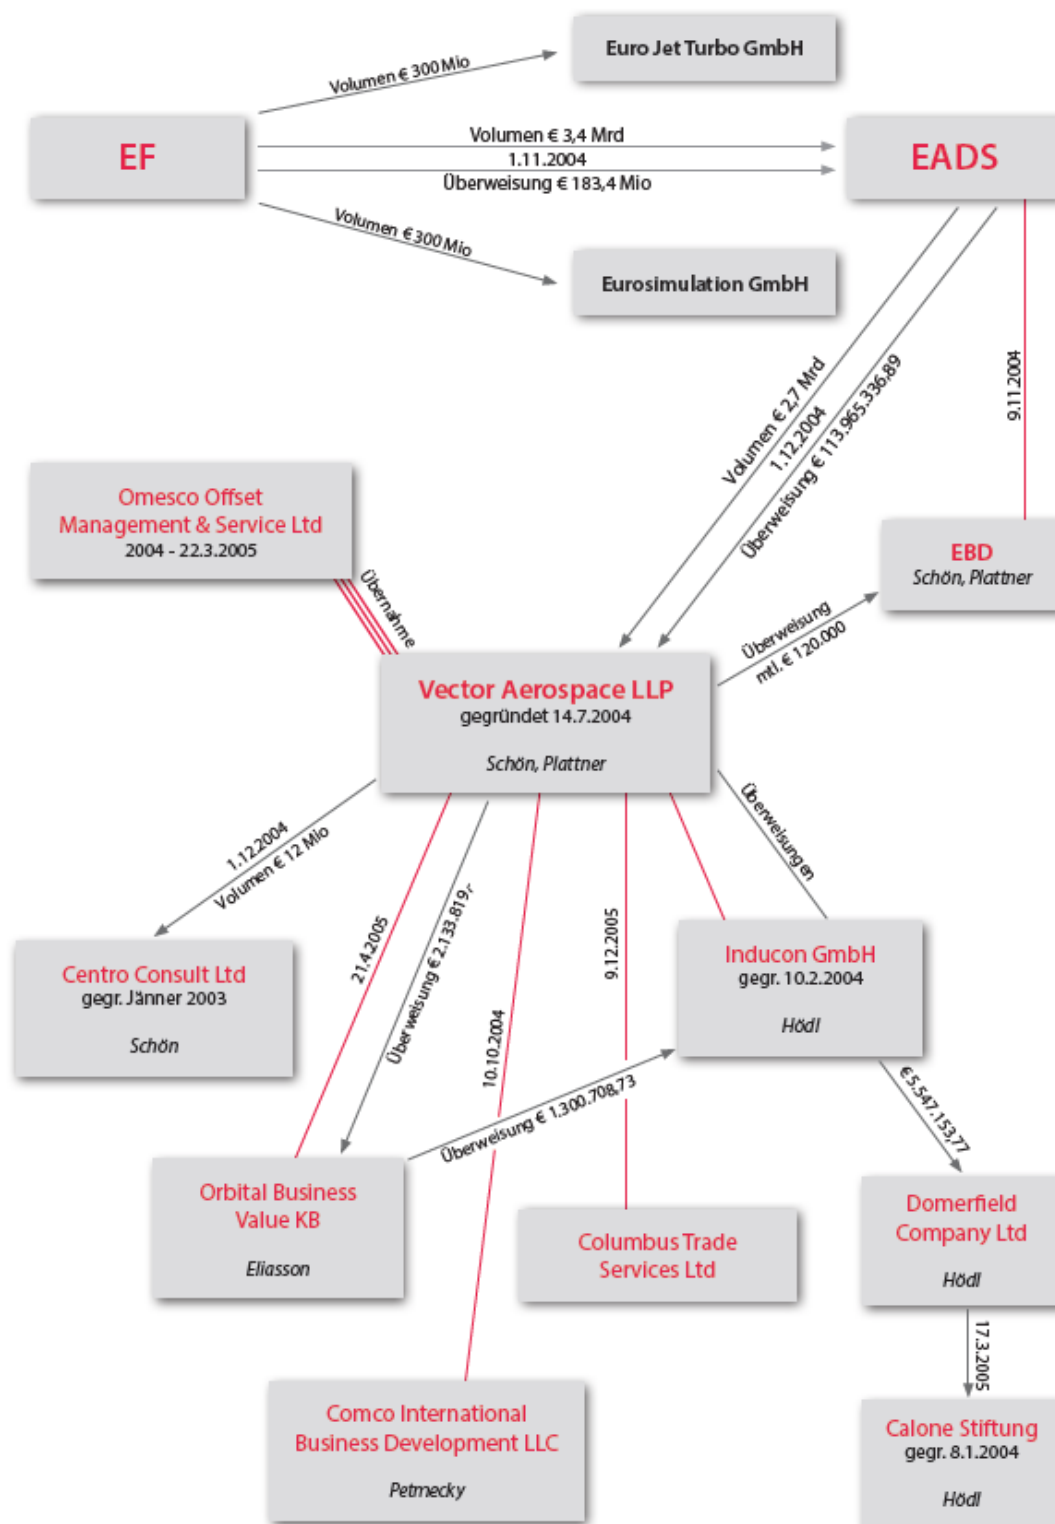 Euro Jet Turbo GmbH
Volumen € 300 Mio
EF
Volumen € 3,4 Mrd
1.11.2004
Überweisung € 183,4 Mio
EADS
Volumen € 300 Mio
Eurosimulation GmbH
Volumen € 2,7 Mrd
1.12.2004
Überweisung € 113.965.336,89
9.11.2004
Omesco Offset
Management & Service Ltd
2004 - 22.3.2005
Übernahme
EBD
Schön, Plattner
Überweisung
mtl. € 120.000
Vector Aerospace LLP
gegründet 14.7.2004
Schön, Plattner
1.12.2004
Volumen € 12 Mio
21.4.2005
Überweisung € 2.133.819,-
10.10.2004
9.12.2005
Überweisungen
Centro Consult Ltd
gegr. Jänner 2003
Schön
Inducon GmbH
gegr. 10.2.2004
Hödl
Überweisung € 1.300.708,73
€ 5.547.153,77
Orbital Business
Value KB
Eliasson
Columbus Trade
Services Ltd
Domerfield
Company Ltd
Hödl
17.3.2005
Comco International
Business Development LLC
Petmecky
Calone Stiftung
gegr. 8.1.2004
Hödl